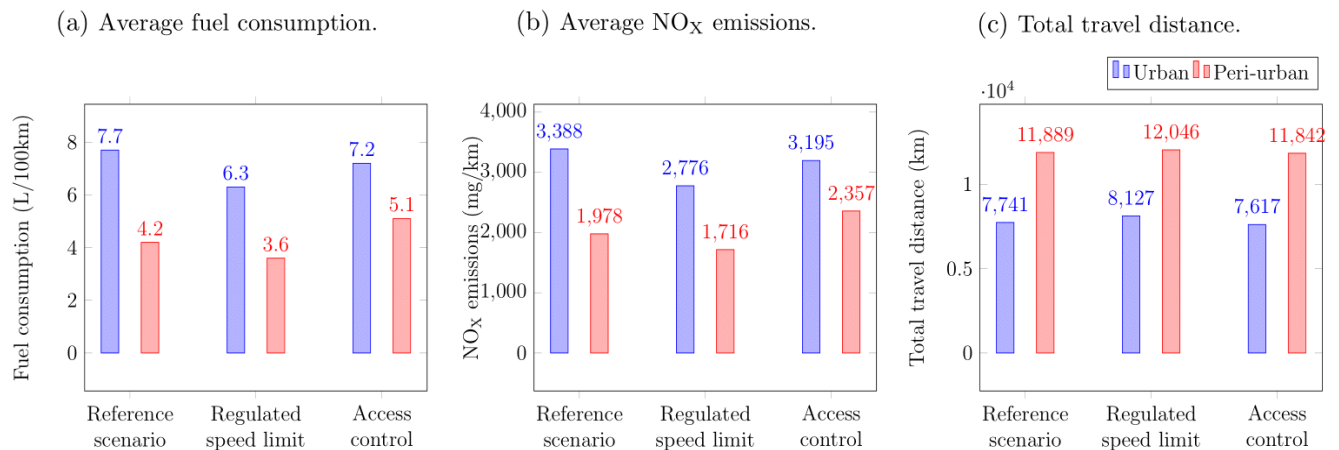 (a) Average fuel consumption.
Fuel consumption (L/100km)
8
6
4
2
0
7.7
6.3
7.2
4.2
3.6
5.1
Reference scenario
Regulated speed limit
Access control
(b) Average NOX emissions.
NOX emissions (mg/km)
4,000
3,000
2,000
1,000
0
3,388
2,776
3,195
1,978
1,716
2,357
Reference scenario
Regulated speed limit
Access control
(c) Total travel distance.
Urban Peri-urban
·10⁴
Total travel distance (km)
1
0.5
0
11,889
12,046
11,842
7,741
8,127
7,617
Reference scenario
Regulated speed limit
Access control